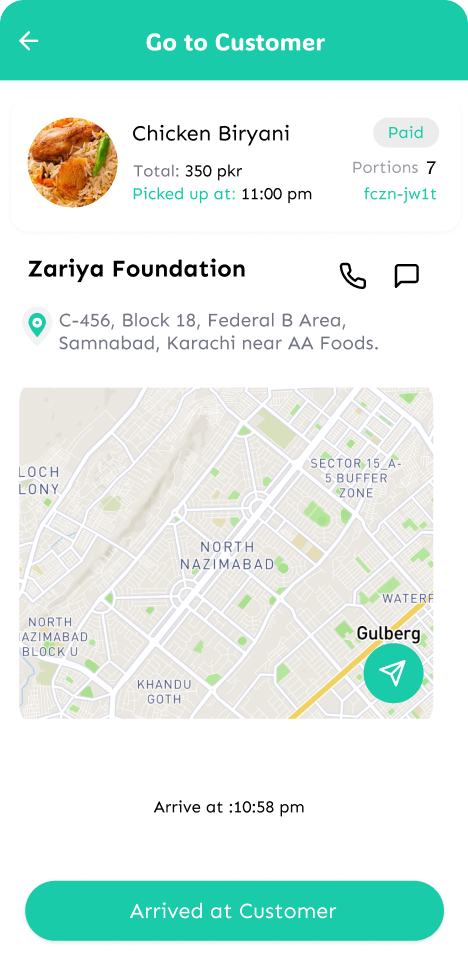 Go to Customer
Chicken Biryani
Paid
Total: 350 pkr
Portions 7
Picked up at: 11:00 pm
fczn-jw1t
Zariya Foundation
C-456, Block 18, Federal B Area,
Samnabad, Karachi near AA Foods.
LOCH
LONY
SECTOR 15_A-
5 BUFFER
ZONE
NORTH
NAZIMABAD
WATERF
NORTH
NAZIMABAD
BLOCK U
Gulberg
KHANDU
GOTH
Arrive at :10:58 pm
Arrived at Customer